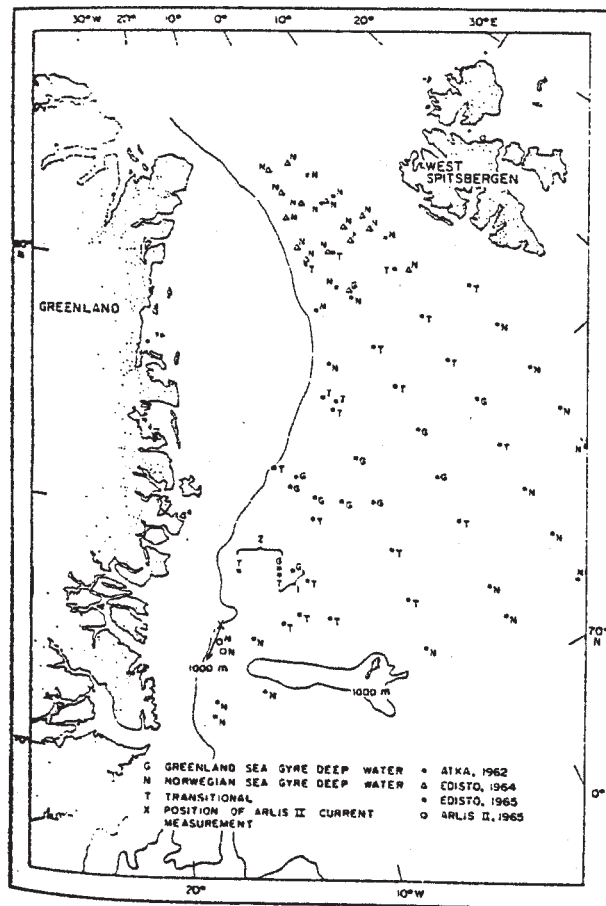 30° W 10° 0° 10°E 20° 30°E
WEST
SPITSBERGEN
N N N
N N
N N N
N N N N
N N N T
T N
N G N T
N T N
T
N T N
T T T G N
T
G T N
G
T G
G G N
G G G
T T N
2
T G G T
T 1
T N
T T T N
N T 70°
N
N N
N
1000 m
1000 m
N
N
N
GREENLAND
G GREENLAND SEA GYRE DEEP WATER • ATKA, 1962
N NORWEGIAN SEA GYRE DEEP WATER △ EDISTO, 1964
T TRANSITIONAL • EDISTO, 1965
X POSITION OF ARLIS II CURRENT MEASUREMENT O ARLIS II, 1965
0°
20° 10° W